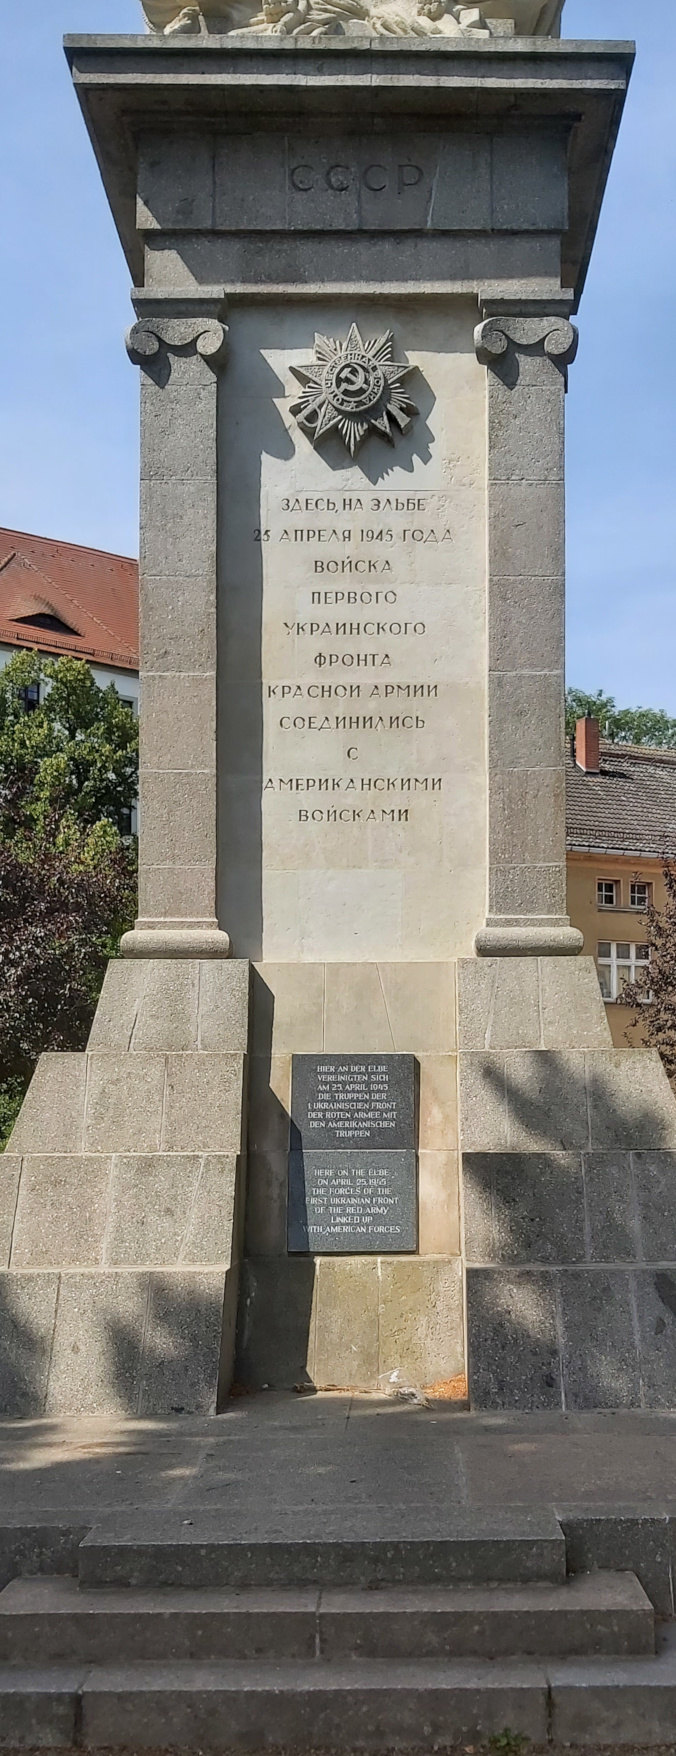 СССР
ОТЕЧЕСТВЕННАЯ ВОЙНА
ЗДЕСЬ, НА ЭЛЬБЕ
25 АПРЕЛЯ 1945 ГОДА
ВОЙСКА
ПЕРВОГО
УКРАИНСКОГО
ФРОНТА
КРАСНОЙ АРМИИ
СОЕДИНИЛИСЬ
С
АМЕРИКАНСКИМИ
ВОЙСКАМИ
HIER AN DER ELBE
VEREINIGTEN SICH
AM 25. APRIL 1945
DIE TRUPPEN DER
1. UKRAINISCHEN FRONT
DER ROTEN ARMEE MIT
DEN AMERIKANISCHEN
TRUPPEN
HERE ON THE ELBE
ON APRIL 25, 1945
THE FORCES OF THE
FIRST UKRAINIAN FRONT
OF THE RED ARMY
LINKED UP
WITH AMERICAN FORCES